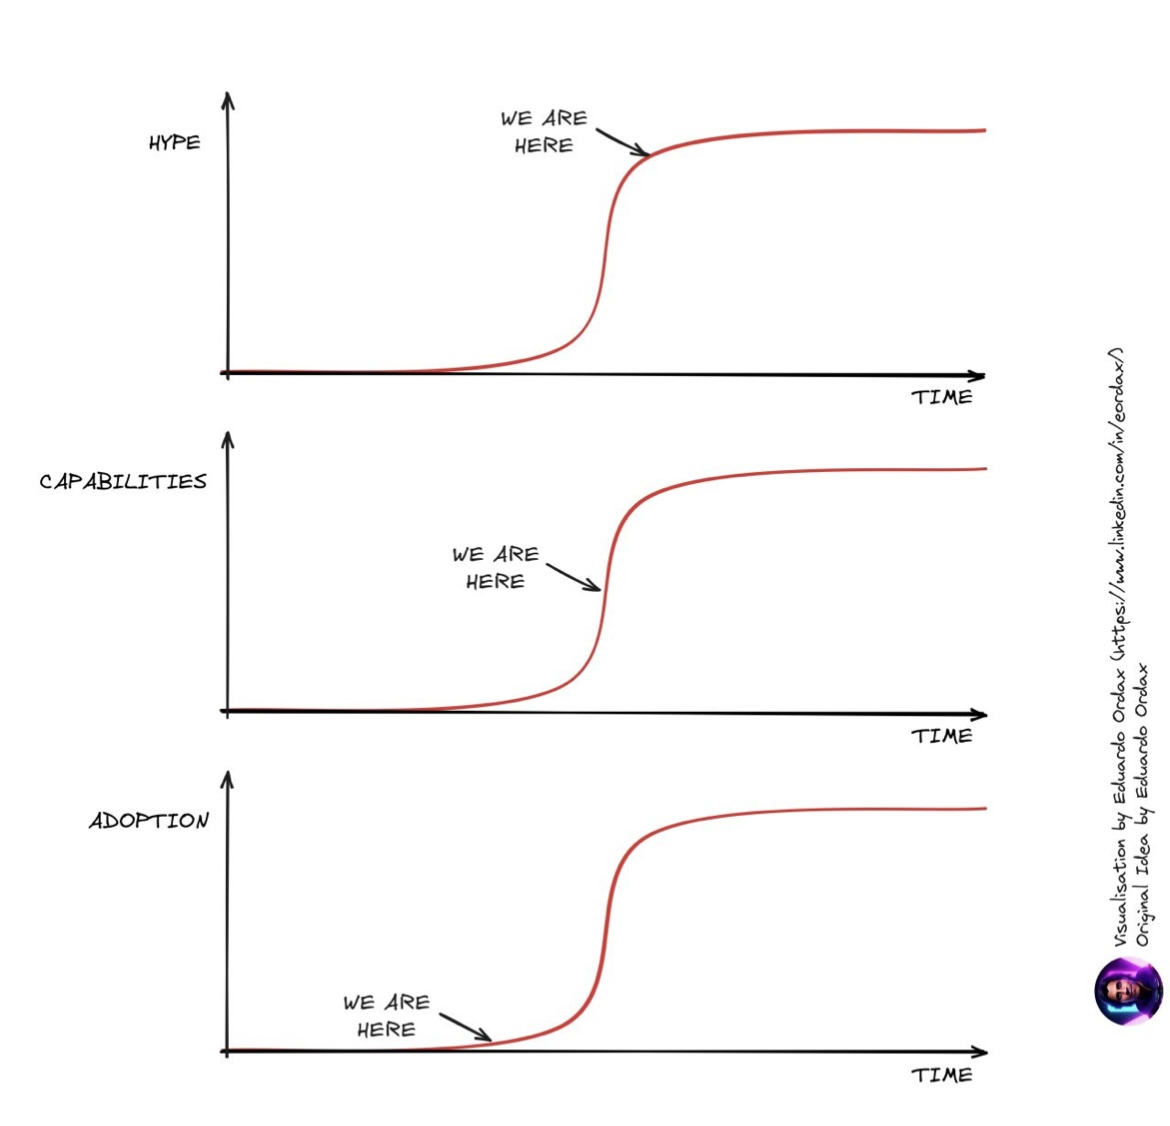 HYPE
WE ARE
HERE
TIME
CAPABILITIES
WE ARE
HERE
TIME
ADOPTION
WE ARE
HERE
TIME
Visualisation by Eduardo Ordax (https://www.linkedin.com/in/eordax/)
Original Idea by Eduardo Ordax